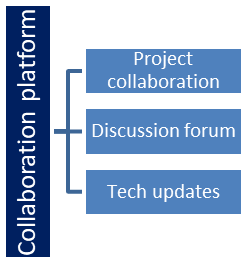 Collaboration platform
Project
collaboration
Discussion forum
Tech updates